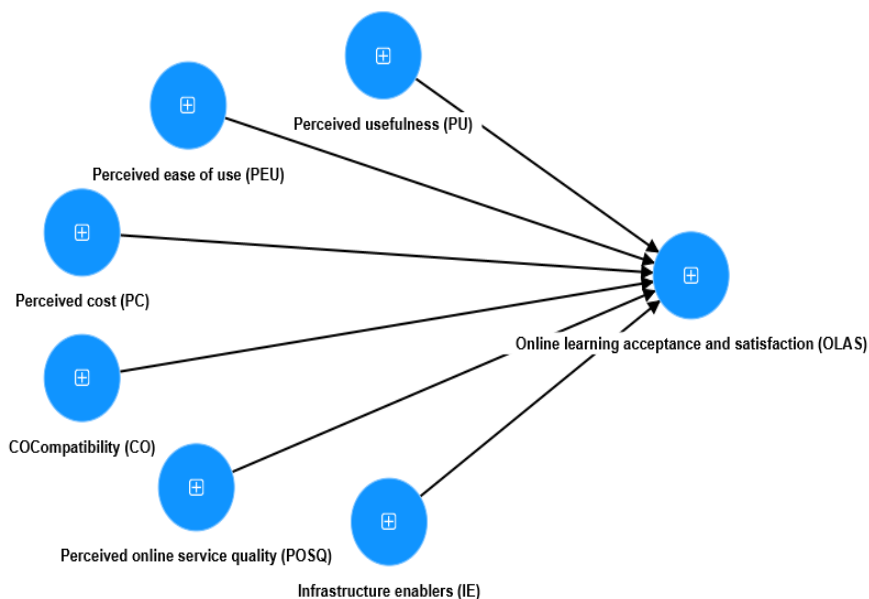 Perceived usefulness (PU)
Perceived ease of use (PEU)
Perceived cost (PC)
Online learning acceptance and satisfaction (OLAS)
COCompatibility (CO)
Perceived online service quality (POSQ)
Infrastructure enablers (IE)